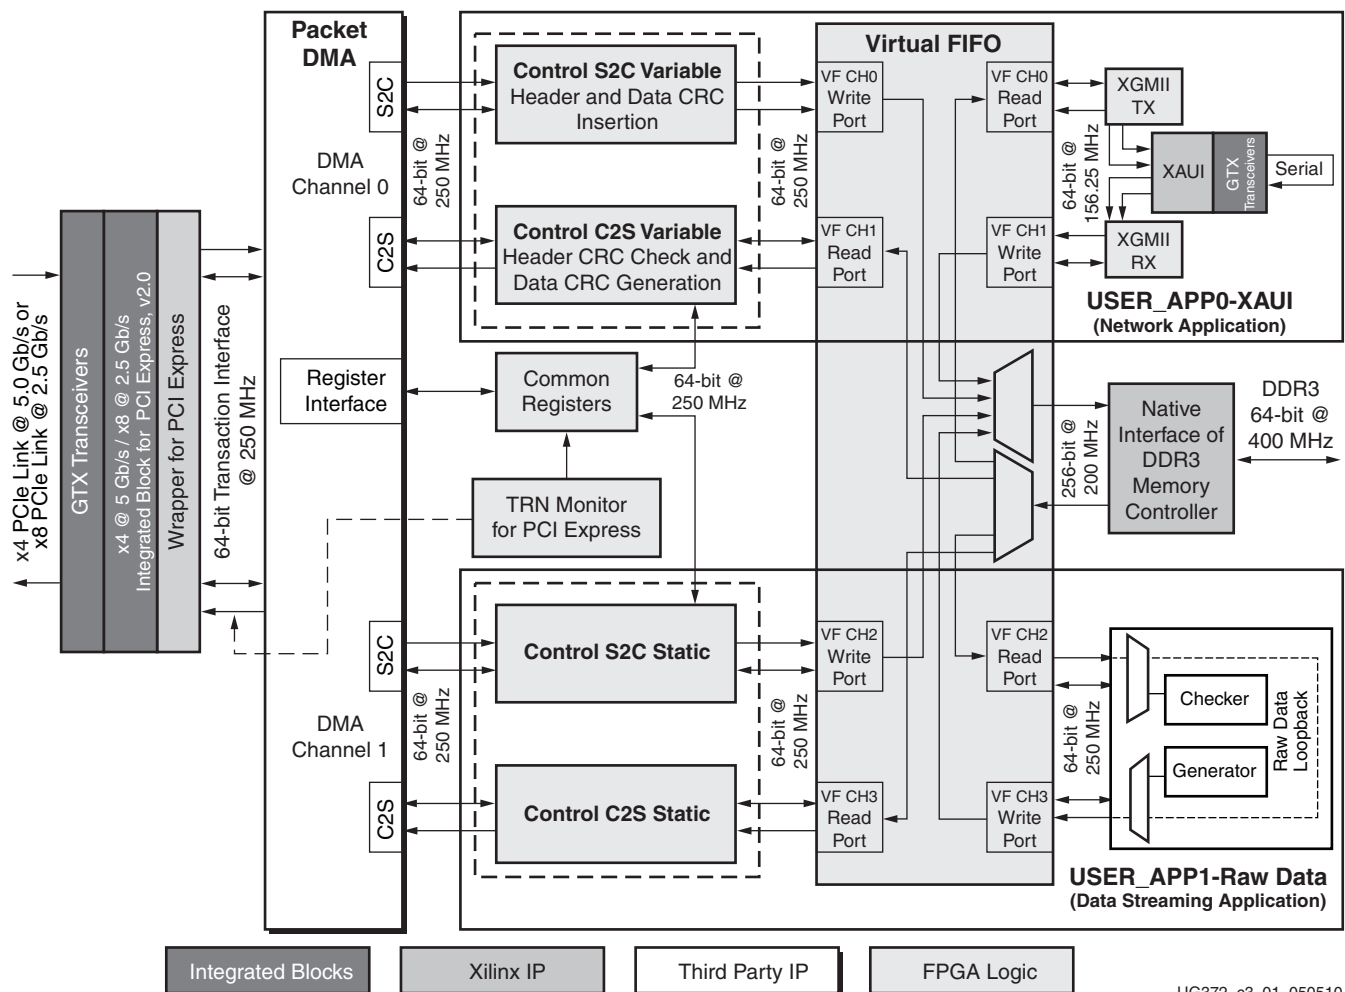 Packet
DMA
S2C
DMA
Channel 0
C2S
Register
Interface
S2C
DMA
Channel 1
C2S
x4 PCIe Link @ 5.0 Gb/s or
x8 PCIe Link @ 2.5 Gb/s
GTX Transceivers
x4 @ 5 Gb/s / x8 @ 2.5 Gb/s
Integrated Block for PCI Express, v2.0
Wrapper for PCI Express
64-bit Transaction Interface
@ 250 MHz
64-bit @
250 MHz
Control S2C Variable
Header and Data CRC
Insertion
Control C2S Variable
Header CRC Check and
Data CRC Generation
64-bit @
250 MHz
Virtual FIFO
VF CH0
Write
Port
VF CH0
Read
Port
VF CH1
Read
Port
VF CH1
Write
Port
64-bit @
156.25 MHz
XGMII
TX
XAUI
GTX
Transceivers
Serial
XGMII
RX
USER_APP0-XAUI
(Network Application)
Common
Registers
64-bit @
250 MHz
TRN Monitor
for PCI Express
256-bit @
200 MHz
Native
Interface of
DDR3
Memory
Controller
DDR3
64-bit @
400 MHz
64-bit @
250 MHz
Control S2C Static
Control C2S Static
64-bit @
250 MHz
VF CH2
Write
Port
VF CH2
Read
Port
VF CH3
Read
Port
VF CH3
Write
Port
64-bit @
250 MHz
Checker
Generator
Raw Data
Loopback
USER_APP1-Raw Data
(Data Streaming Application)
Integrated Blocks
Xilinx IP
Third Party IP
FPGA Logic
UG372_c3_01_050510